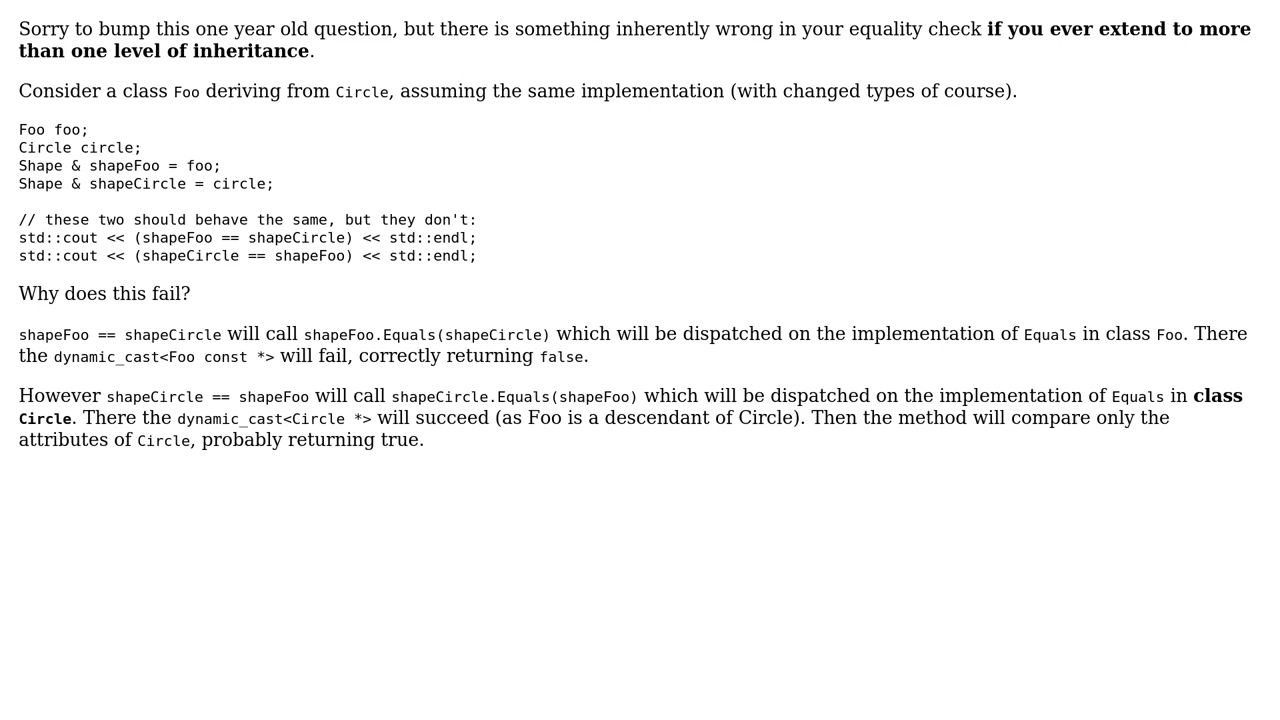 Sorry to bump this one year old question, but there is something inherently wrong in your equality check if you ever extend to more
than one level of inheritance.
Consider a class Foo deriving from Circle, assuming the same implementation (with changed types of course).
Foo foo;
Circle circle;
Shape & shapeFoo = foo;
Shape & shapeCircle = circle;
// these two should behave the same, but they don't:
std::cout << (shapeFoo == shapeCircle) << std::endl;
std::cout << (shapeCircle == shapeFoo) << std::endl;
Why does this fail?
shapeFoo == shapeCircle will call shapeFoo.Equals(shapeCircle) which will be dispatched on the implementation of Equals in class Foo. There
the dynamic_cast<Foo const *> will fail, correctly returning false.
However shapeCircle == shapeFoo will call shapeCircle.Equals(shapeFoo) which will be dispatched on the implementation of Equals in class
Circle. There the dynamic_cast<Circle *> will succeed (as Foo is a descendant of Circle). Then the method will compare only the
attributes of Circle, probably returning true.